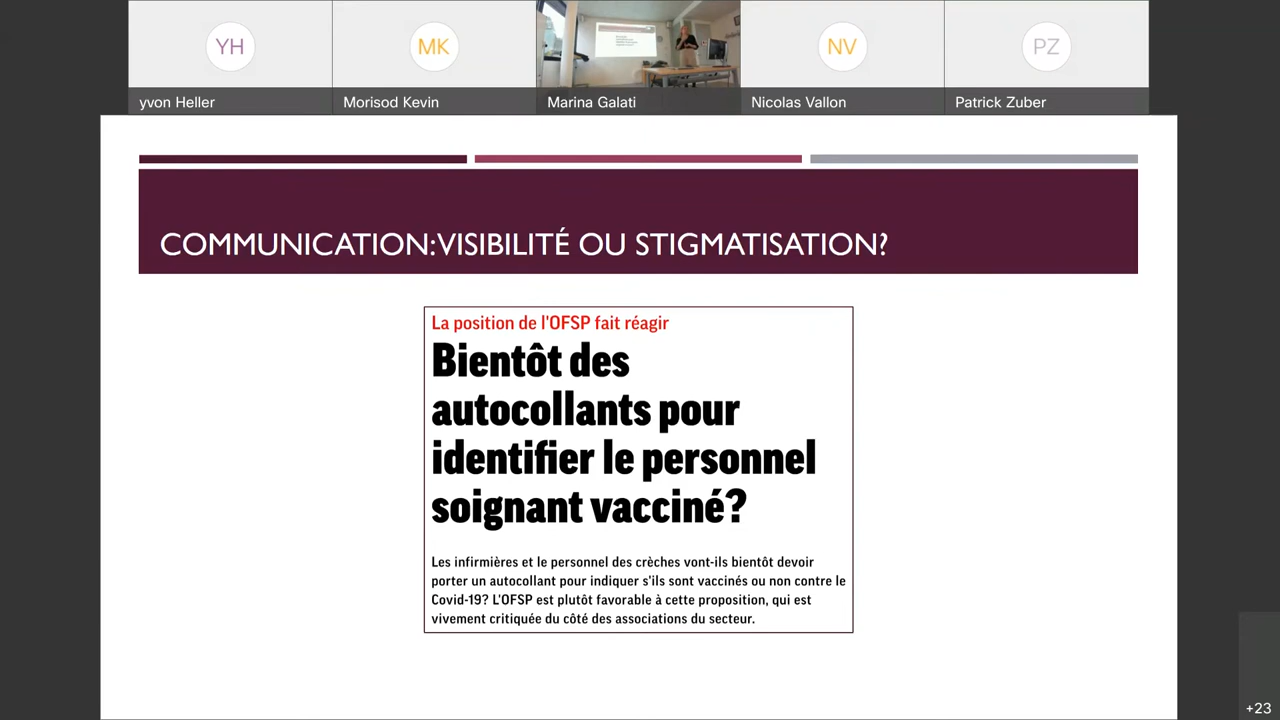 YH
MK
NV
PZ
yvon Heller
Morisod Kevin
Marina Galati
Nicolas Vallon
Patrick Zuber
COMMUNICATION: VISIBILITÉ OU STIGMATISATION?
La position de l'OFSP fait réagir
Bientôt des
autocollants pour
identifier le personnel
soignant vacciné?
Les infirmières et le personnel des crèches vont-ils bientôt devoir
porter un autocollant pour indiquer s'ils sont vaccinés ou non contre le
Covid-19? L'OFSP est plutôt favorable à cette proposition, qui est
vivement critiquée du côté des associations du secteur.
+23